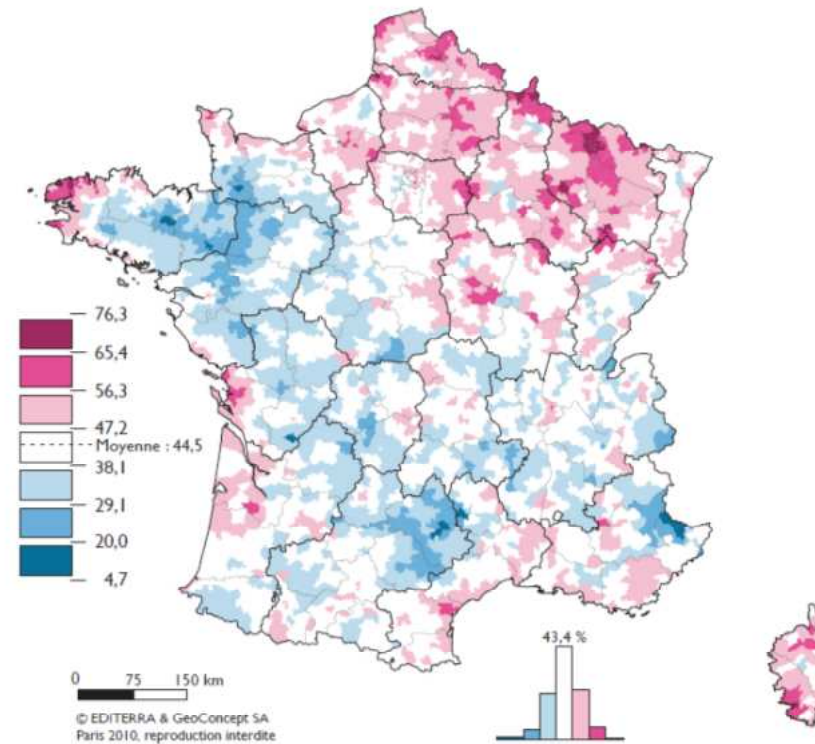 76,3
65,4
56,3
47,2
Moyenne : 44,5
38,1
29,1
20,0
4,7
43,4 %
0 75 150 km
© EDITERRA & GeoConcept SA
Paris 2010, reproduction interdite